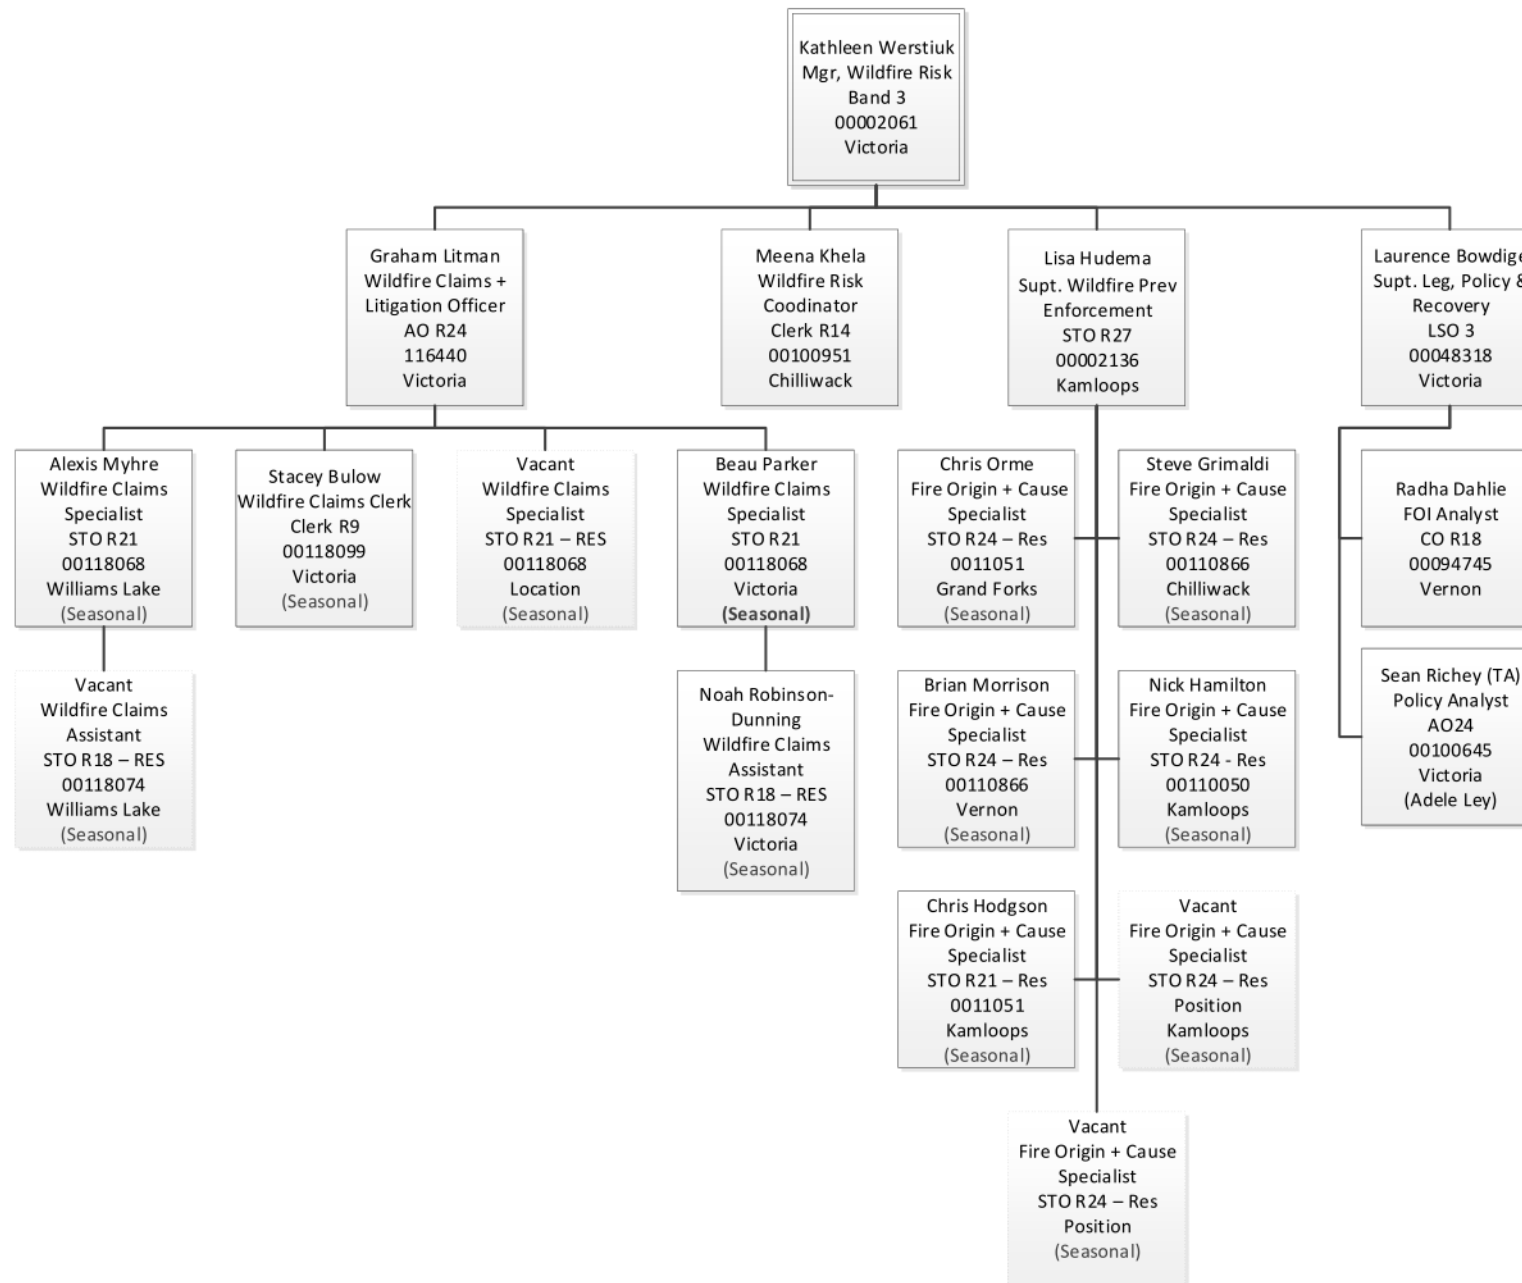 Kathleen Werstiuk
Mgr, Wildfire Risk
Band 3
00002061
Victoria
Graham Litman
Wildfire Claims +
Litigation Officer
AO R24
116440
Victoria
Meena Khela
Wildfire Risk
Coodinator
Clerk R14
00100951
Chilliwack
Lisa Hudema
Supt. Wildfire Prev
Enforcement
STO R27
00002136
Kamloops
Laurence Bowdige
Supt. Leg, Policy &
Recovery
LSO 3
00048318
Victoria
Alexis Myhre
Wildfire Claims
Specialist
STO R21
00118068
Williams Lake
(Seasonal)
Stacey Bulow
Wildfire Claims Clerk
Clerk R9
00118099
Victoria
(Seasonal)
Vacant
Wildfire Claims
Specialist
STO R21 – RES
00118068
Location
(Seasonal)
Beau Parker
Wildfire Claims
Specialist
STO R21
00118068
Victoria
(Seasonal)
Chris Orme
Fire Origin + Cause
Specialist
STO R24 – Res
0011051
Grand Forks
(Seasonal)
Steve Grimaldi
Fire Origin + Cause
Specialist
STO R24 – Res
00110866
Chilliwack
(Seasonal)
Radha Dahlie
FOI Analyst
CO R18
00094745
Vernon
Vacant
Wildfire Claims
Assistant
STO R18 – RES
00118074
Williams Lake
(Seasonal)
Noah Robinson-
Dunning
Wildfire Claims
Assistant
STO R18 – RES
00118074
Victoria
(Seasonal)
Brian Morrison
Fire Origin + Cause
Specialist
STO R24 – Res
00110866
Vernon
(Seasonal)
Nick Hamilton
Fire Origin + Cause
Specialist
STO R24 - Res
00110050
Kamloops
(Seasonal)
Sean Richey (TA)
Policy Analyst
AO24
00100645
Victoria
(Adele Ley)
Chris Hodgson
Fire Origin + Cause
Specialist
STO R21 – Res
0011051
Kamloops
(Seasonal)
Vacant
Fire Origin + Cause
Specialist
STO R24 – Res
Position
Kamloops
(Seasonal)
Vacant
Fire Origin + Cause
Specialist
STO R24 – Res
Position
(Seasonal)